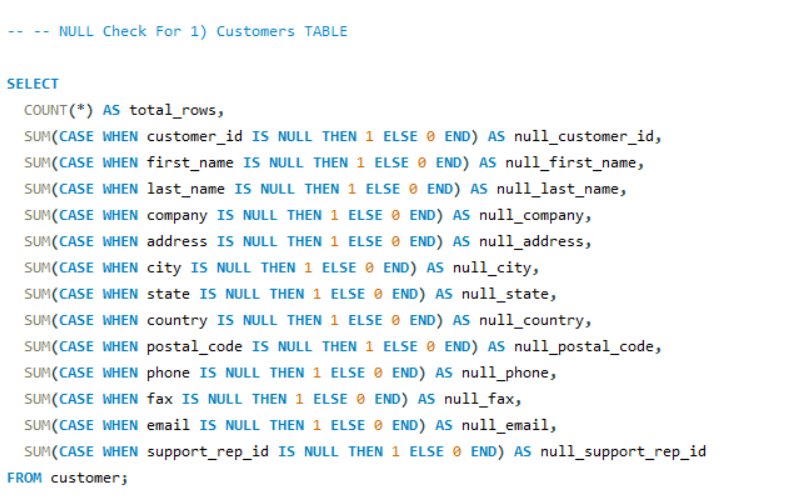 -- -- NULL Check For 1) Customers TABLE
SELECT
COUNT(*) AS total_rows,
SUM(CASE WHEN customer_id IS NULL THEN 1 ELSE 0 END) AS null_customer_id,
SUM(CASE WHEN first_name IS NULL THEN 1 ELSE 0 END) AS null_first_name,
SUM(CASE WHEN last_name IS NULL THEN 1 ELSE 0 END) AS null_last_name,
SUM(CASE WHEN company IS NULL THEN 1 ELSE 0 END) AS null_company,
SUM(CASE WHEN address IS NULL THEN 1 ELSE 0 END) AS null_address,
SUM(CASE WHEN city IS NULL THEN 1 ELSE 0 END) AS null_city,
SUM(CASE WHEN state IS NULL THEN 1 ELSE 0 END) AS null_state,
SUM(CASE WHEN country IS NULL THEN 1 ELSE 0 END) AS null_country,
SUM(CASE WHEN postal_code IS NULL THEN 1 ELSE 0 END) AS null_postal_code,
SUM(CASE WHEN phone IS NULL THEN 1 ELSE 0 END) AS null_phone,
SUM(CASE WHEN fax IS NULL THEN 1 ELSE 0 END) AS null_fax,
SUM(CASE WHEN email IS NULL THEN 1 ELSE 0 END) AS null_email,
SUM(CASE WHEN support_rep_id IS NULL THEN 1 ELSE 0 END) AS null_support_rep_id
FROM customer;